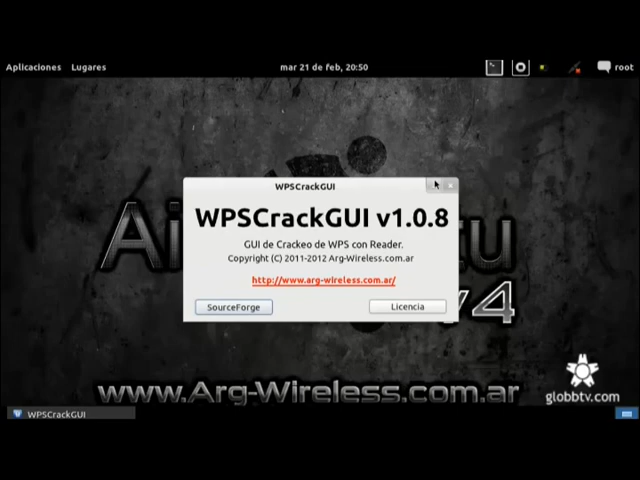 Aplicaciones Lugares mar 21 de feb, 20:50 root
WPSCrackGUI
WPSCrackGUI v1.0.8
GUI de Crackeo de WPS con Reader.
Copyright (C) 2011-2012 Arg-Wireless.com.ar
http://www.arg-wireless.com.ar/
SourceForge Licencia
V4
www.Arg-Wireless.com.ar
globbtv.com
WPSCrackGUI